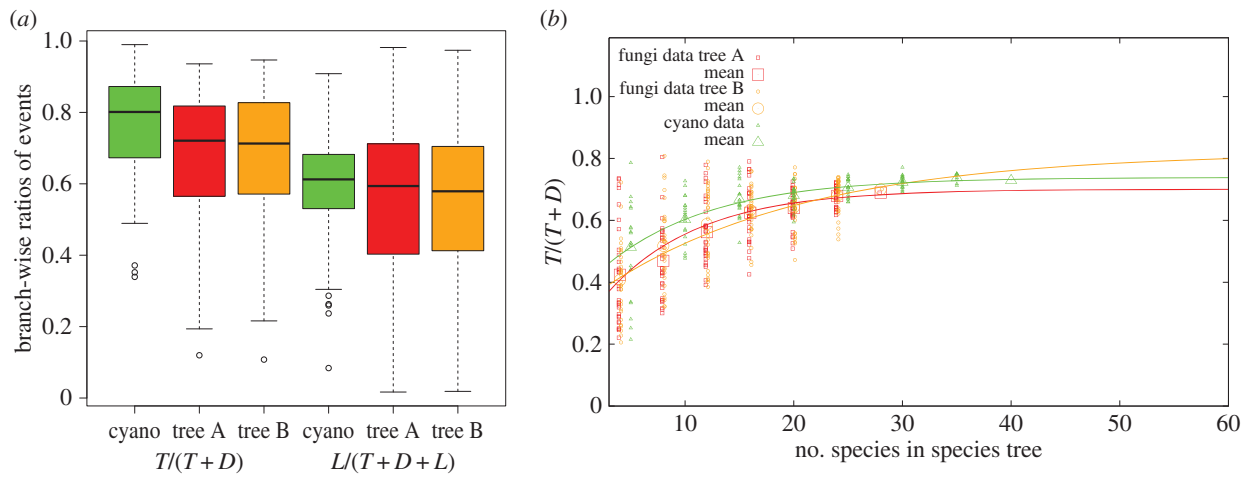 (a)
branch-wise ratios of events
1.0
0.8
0.6
0.4
0.2
0
cyano tree A tree B cyano tree A tree B
T/(T+D) L/(T+D+L)
(b)
fungi data tree A
mean
fungi data tree B
mean
cyano data
mean
T/(T+D)
1.0
0.8
0.6
0.4
0.2
0
10 20 30 40 50 60
no. species in species tree